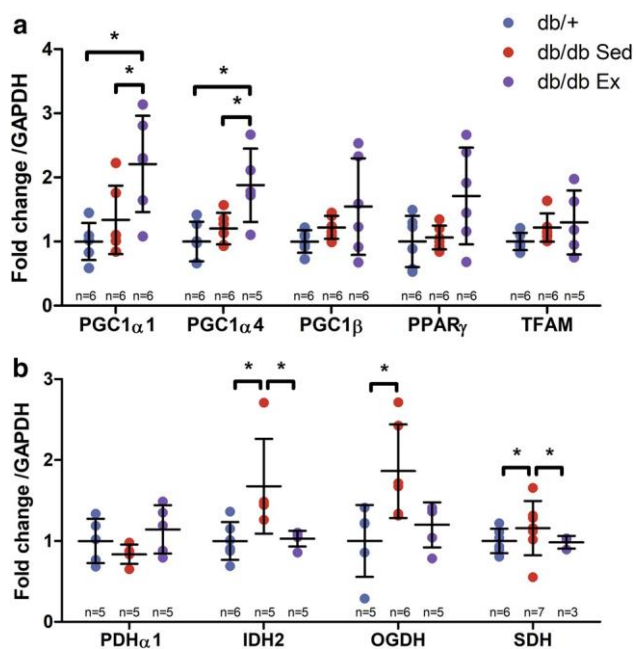 a
db/+
db/db Sed
db/db Ex
Fold change /GAPDH
4
3
2
1
0
* * * *
n=6 n=6 n=6 n=6 n=6 n=5 n=6 n=6 n=6 n=6 n=6 n=6 n=6 n=6 n=5
PGC1α1 PGC1α4 PGC1β PPARγ TFAM
b
Fold change /GAPDH
3
2
1
0
* * * * *
n=5 n=5 n=5 n=6 n=5 n=5 n=5 n=6 n=5 n=6 n=7 n=3
PDHα1 IDH2 OGDH SDH